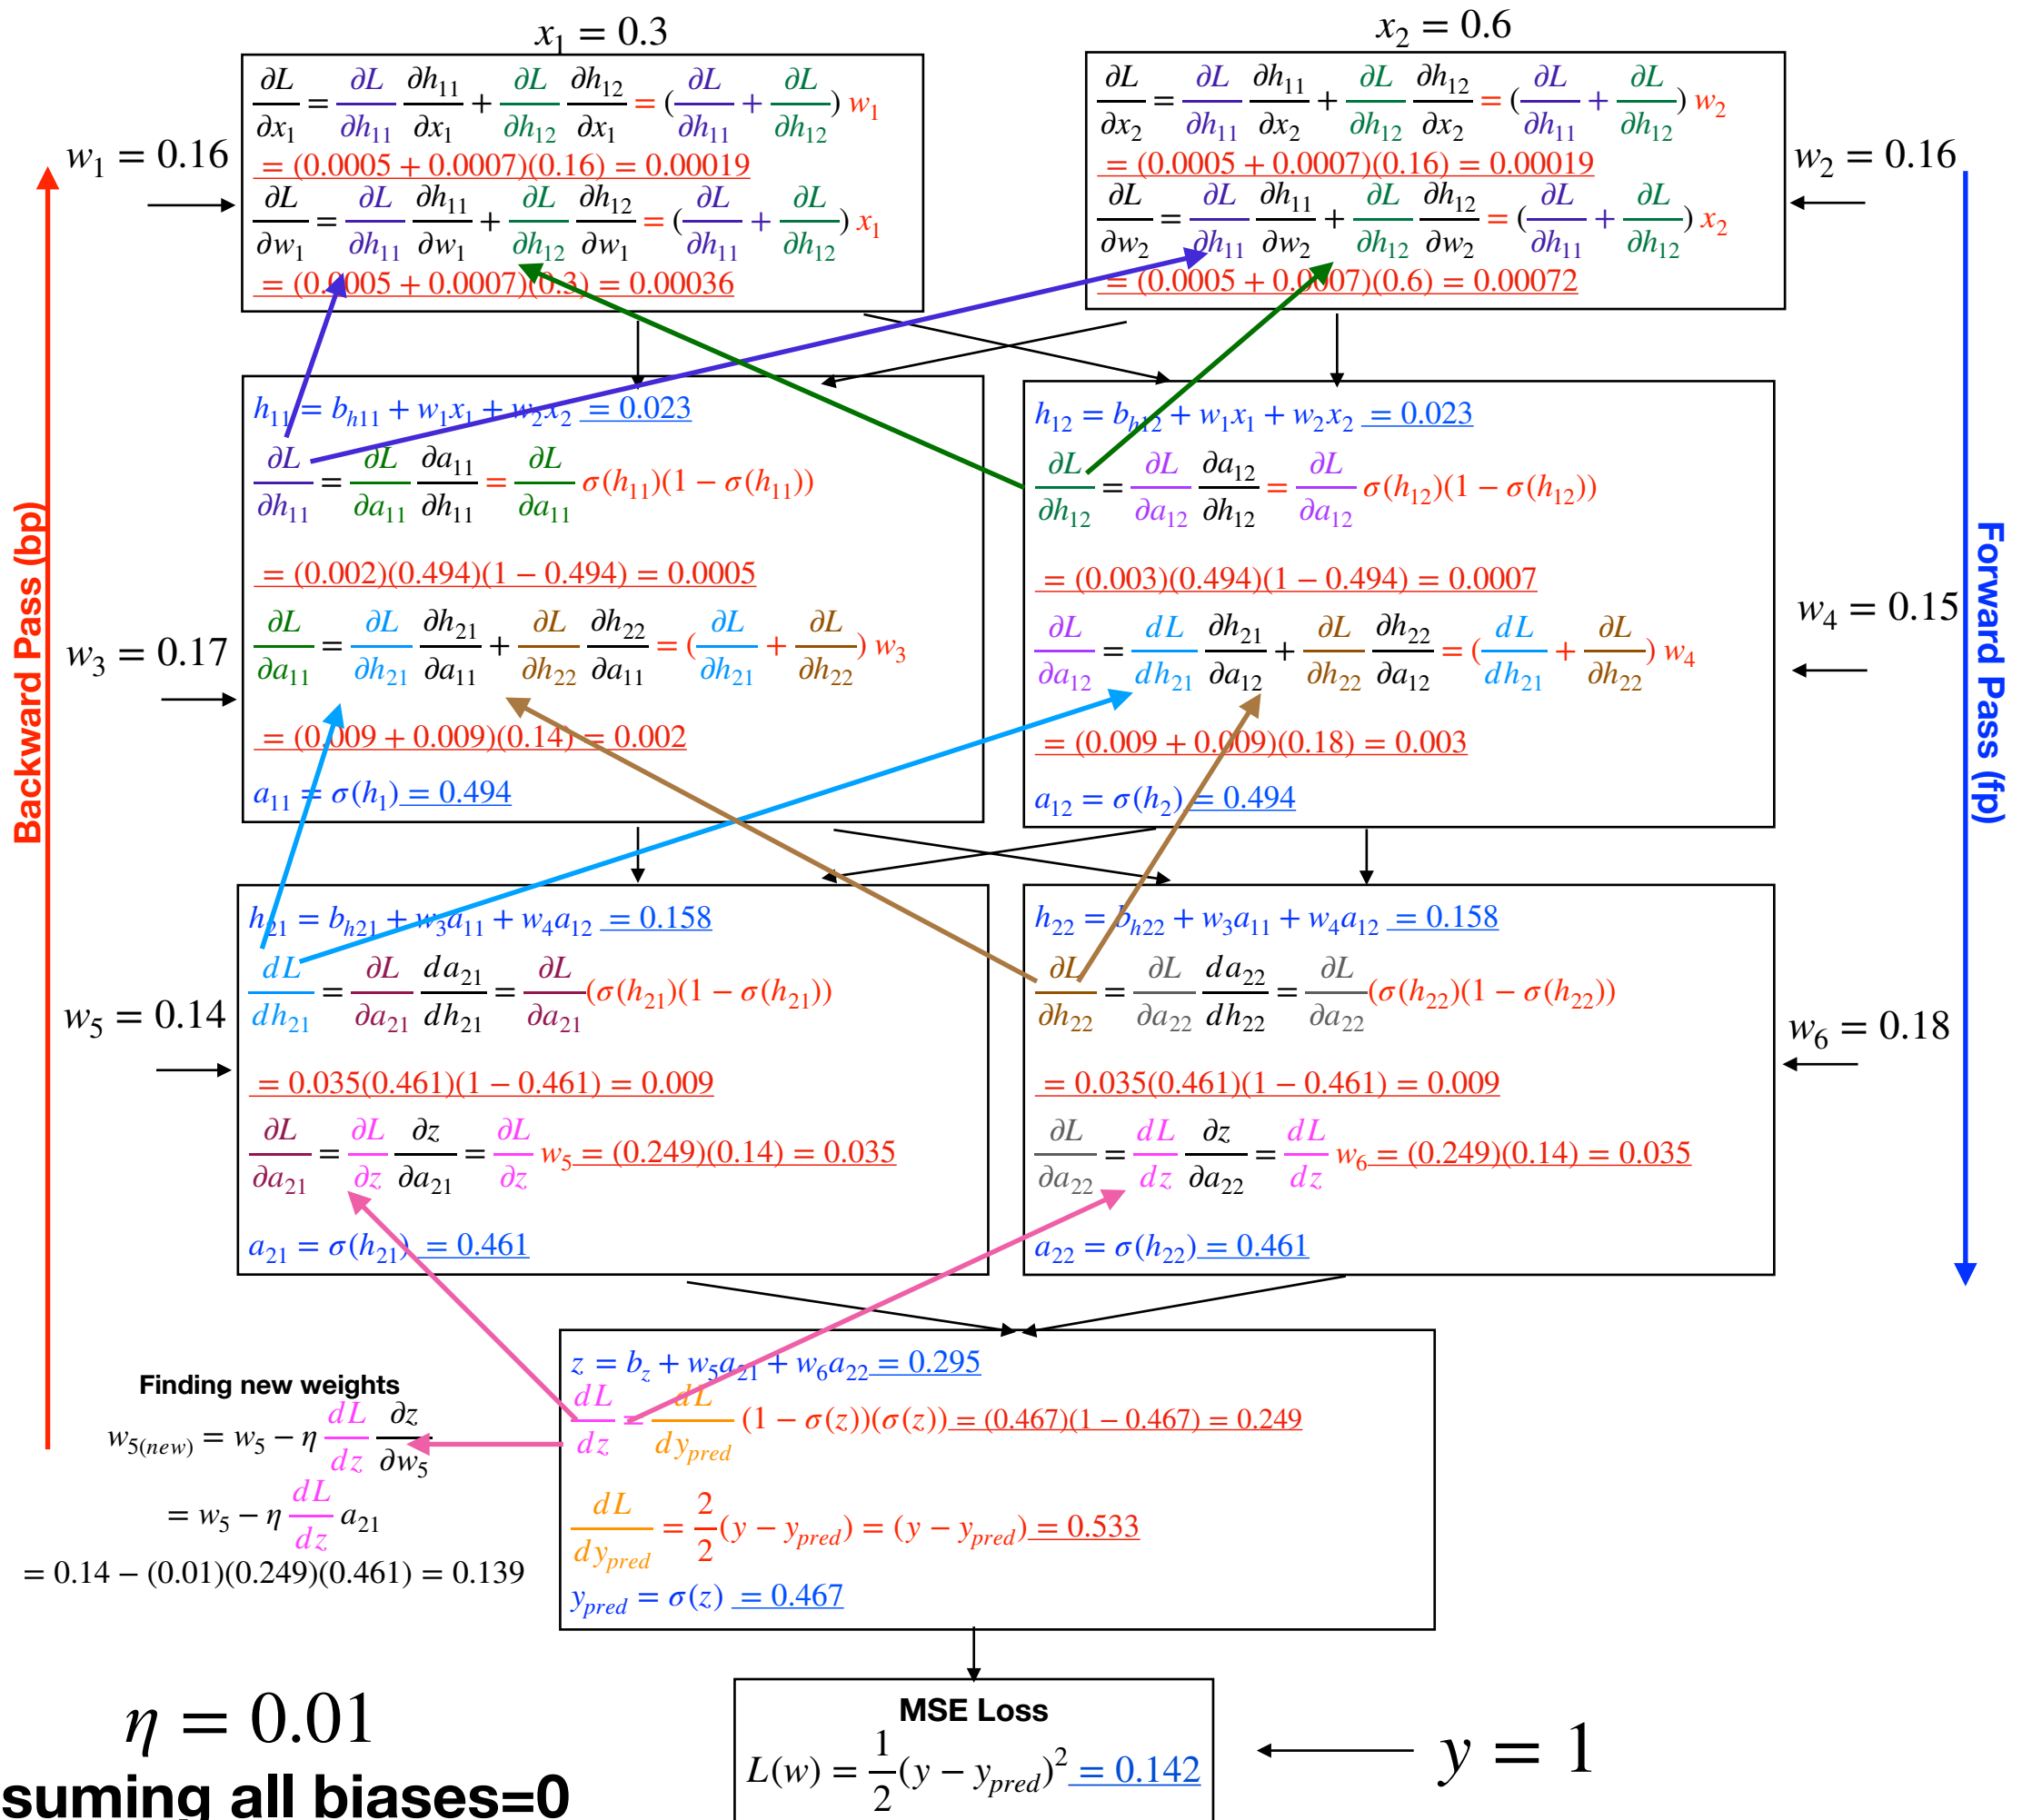 x₁ = 0.3
x₂ = 0.6
w₁ = 0.16
∂L/∂x₁ = ∂L/∂h₁₁ ∂h₁₁/∂x₁ + ∂L/∂h₁₂ ∂h₁₂/∂x₁ = (∂L/∂h₁₁ + ∂L/∂h₁₂) w₁
= (0.0005 + 0.0007)(0.16) = 0.00019
∂L/∂w₁ = ∂L/∂h₁₁ ∂h₁₁/∂w₁ + ∂L/∂h₁₂ ∂h₁₂/∂w₁ = (∂L/∂h₁₁ + ∂L/∂h₁₂) x₁
= (0.0005 + 0.0007)(0.3) = 0.00036
∂L/∂x₂ = ∂L/∂h₁₁ ∂h₁₁/∂x₂ + ∂L/∂h₁₂ ∂h₁₂/∂x₂ = (∂L/∂h₁₁ + ∂L/∂h₁₂) w₂
= (0.0005 + 0.0007)(0.16) = 0.00019
∂L/∂w₂ = ∂L/∂h₁₁ ∂h₁₁/∂w₂ + ∂L/∂h₁₂ ∂h₁₂/∂w₂ = (∂L/∂h₁₁ + ∂L/∂h₁₂) x₂
= (0.0005 + 0.0007)(0.6) = 0.00072
w₂ = 0.16
Backward Pass (bp)
w₃ = 0.17
h₁₁ = b_h11 + w₁x₁ + w₂x₂ = 0.023
∂L/∂h₁₁ = ∂L/∂a₁₁ ∂a₁₁/∂h₁₁ = ∂L/∂a₁₁ σ(h₁₁)(1 − σ(h₁₁))
= (0.002)(0.494)(1 − 0.494) = 0.0005
∂L/∂a₁₁ = ∂L/∂h₂₁ ∂h₂₁/∂a₁₁ + ∂L/∂h₂₂ ∂h₂₂/∂a₁₁ = (∂L/∂h₂₁ + ∂L/∂h₂₂) w₃
= (0.009 + 0.009)(0.14) = 0.002
a₁₁ = σ(h₁) = 0.494
h₁₂ = b_h12 + w₁x₁ + w₂x₂ = 0.023
∂L/∂h₁₂ = ∂L/∂a₁₂ ∂a₁₂/∂h₁₂ = ∂L/∂a₁₂ σ(h₁₂)(1 − σ(h₁₂))
= (0.003)(0.494)(1 − 0.494) = 0.0007
∂L/∂a₁₂ = dL/dh₂₁ ∂h₂₁/∂a₁₂ + ∂L/∂h₂₂ ∂h₂₂/∂a₁₂ = (dL/dh₂₁ + ∂L/∂h₂₂) w₄
= (0.009 + 0.009)(0.18) = 0.003
a₁₂ = σ(h₂) = 0.494
w₄ = 0.15
Forward Pass (fp)
w₅ = 0.14
h₂₁ = b_h21 + w₃a₁₁ + w₄a₁₂ = 0.158
dL/dh₂₁ = ∂L/∂a₂₁ da₂₁/dh₂₁ = ∂L/∂a₂₁ (σ(h₂₁)(1 − σ(h₂₁))
= 0.035(0.461)(1 − 0.461) = 0.009
∂L/∂a₂₁ = ∂L/∂z ∂z/∂a₂₁ = ∂L/∂z w₅ = (0.249)(0.14) = 0.035
a₂₁ = σ(h₂₁) = 0.461
h₂₂ = b_h22 + w₃a₁₁ + w₄a₁₂ = 0.158
∂L/∂h₂₂ = ∂L/∂a₂₂ da₂₂/dh₂₂ = ∂L/∂a₂₂ (σ(h₂₂)(1 − σ(h₂₂))
= 0.035(0.461)(1 − 0.461) = 0.009
∂L/∂a₂₂ = dL/dz ∂z/∂a₂₂ = dL/dz w₆ = (0.249)(0.14) = 0.035
a₂₂ = σ(h₂₂) = 0.461
w₆ = 0.18
z = b_z + w₅a₂₁ + w₆a₂₂ = 0.295
dL/dz = dL/dy_pred (1 − σ(z))(σ(z)) = (0.467)(1 − 0.467) = 0.249
dL/dy_pred = 2/2 (y − y_pred) = (y − y_pred) = 0.533
y_pred = σ(z) = 0.467
Finding new weights
w₅(new) = w₅ − η dL/dz ∂z/∂w₅
= w₅ − η dL/dz a₂₁
= 0.14 − (0.01)(0.249)(0.461) = 0.139
η = 0.01
suming all biases=0
MSE Loss
L(w) = 1/2 (y − y_pred)² = 0.142
y = 1